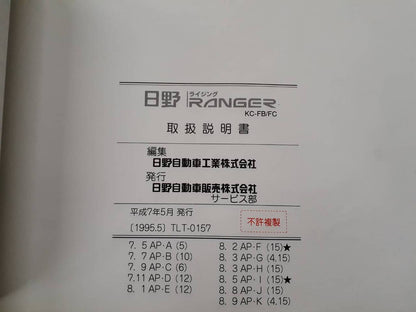 日野 ライジング RANGER
KC-FB/FC
取扱説明書
編集
日野自動車工業株式会社
発行
日野自動車販売株式会社
サービス部
平成7年5月 発行
[1995.5] TLT-0157
不許複製
7. 5 AP·A (5)
7. 7 AP·B (10)
7. 9 AP·C (6)
7. 11 AP·D (12)
8. 1 AP·E (12)
8. 2 AP·F (15)★
8. 3 AP·G (4.15)
8. 3 AP·H (15)
8. 5 AP·I (15)★
8. 8 AP·J (15)
8. 9 AP·K (4.15)